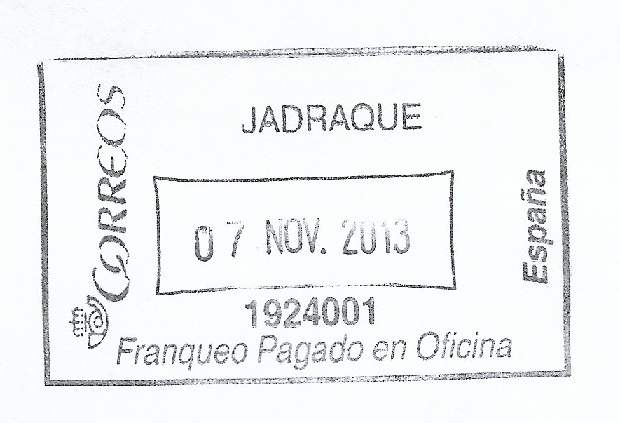 JADRAQUE
CORREOS
07 NOV. 2013
España
1924001
Franqueo Pagado en Oficina